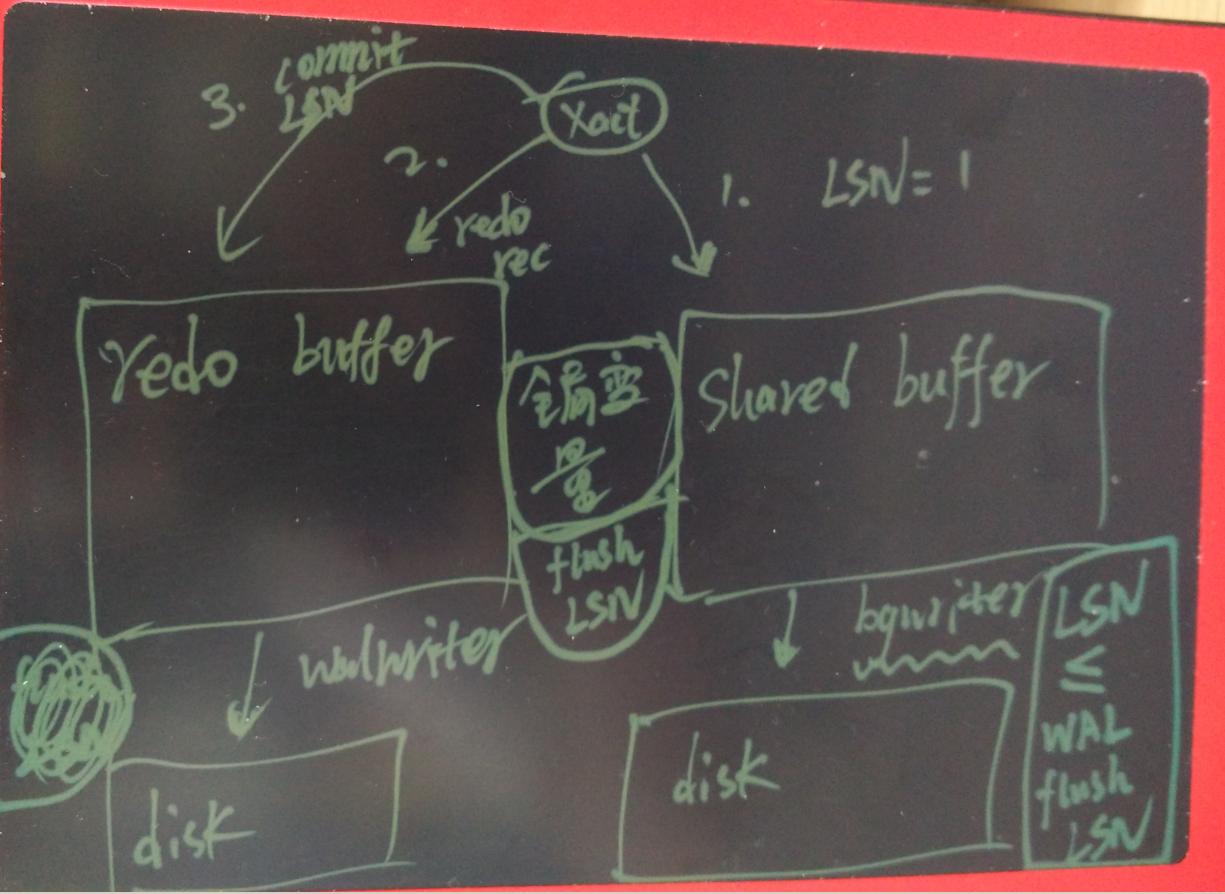 3. commit
LSN
Xact
2.
redo
rec
1. LSN = 1
redo buffer
全局变
量
flush
LSN
Shared buffer
walwriter
bgwriter
LSN
≤
WAL
flush
LSN
disk
disk